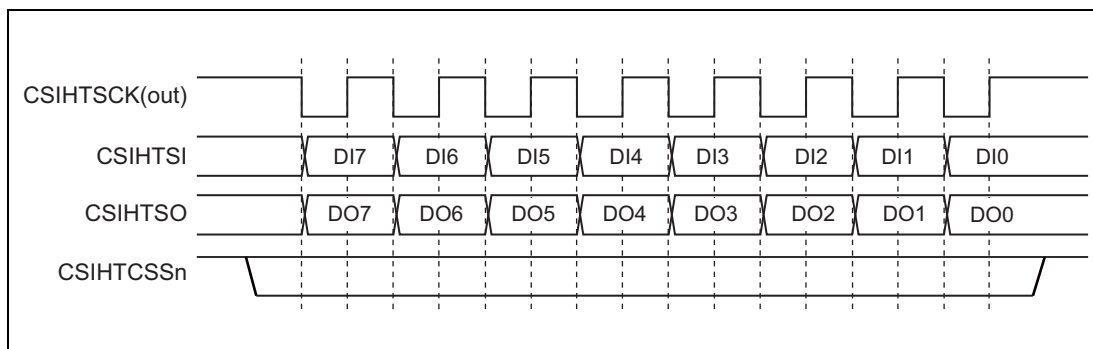 CSIHTSCK(out)
CSIHTSI
DI7 DI6 DI5 DI4 DI3 DI2 DI1 DI0
CSIHTSO
DO7 DO6 DO5 DO4 DO3 DO2 DO1 DO0
CSIHTCSSn